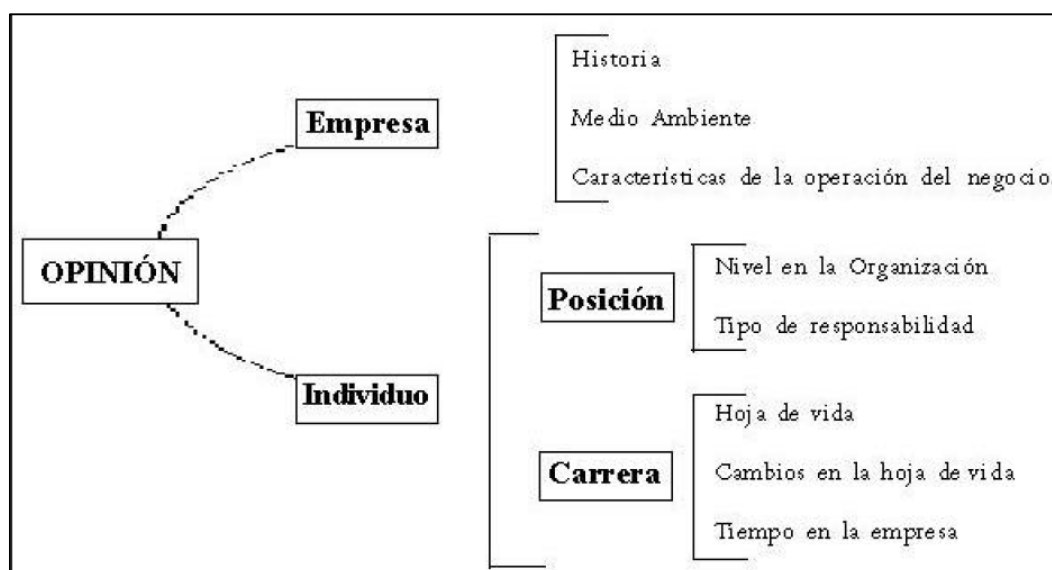 OPINIÓN
Empresa
Historia
Medio Ambiente
Características de la operación del negocio
Individuo
Posición
Nivel en la Organización
Tipo de responsabilidad
Carrera
Hoja de vida
Cambios en la hoja de vida
Tiempo en la empresa